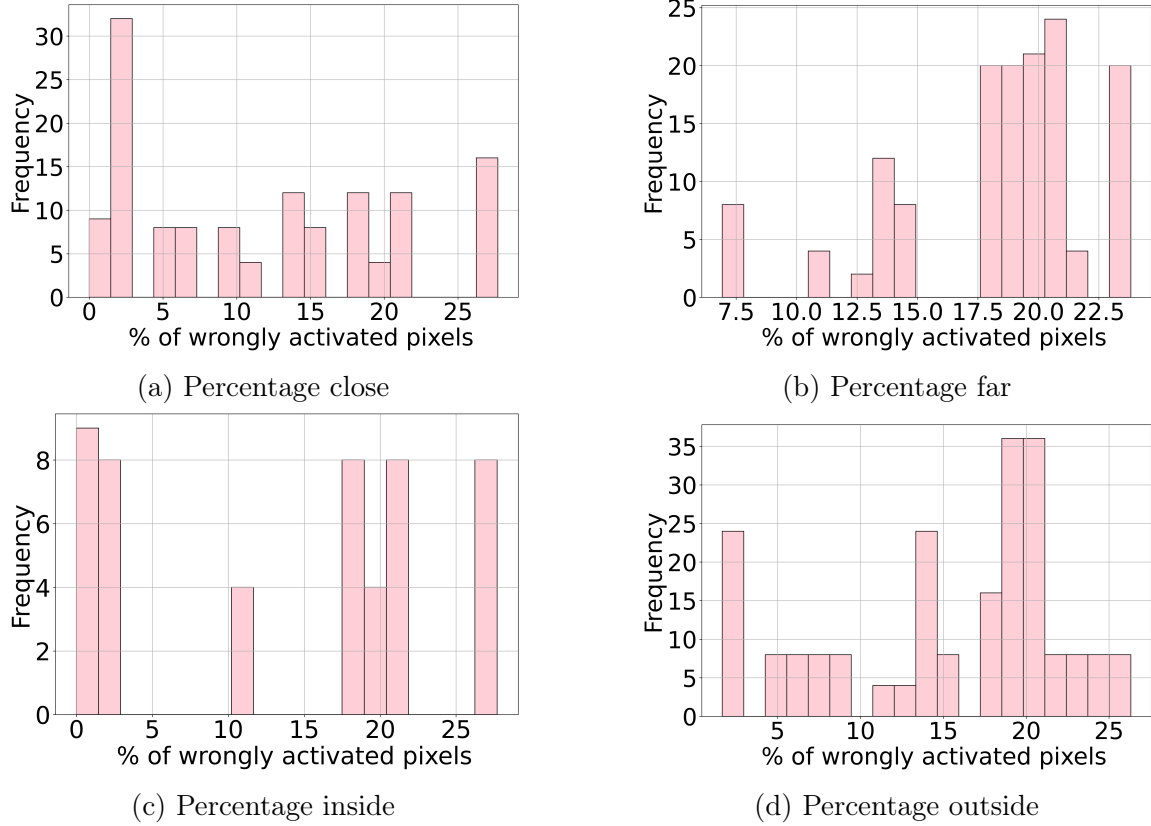 30
25
20
15
10
5
0
Frequency
0 5 10 15 20 25
% of wrongly activated pixels
(a) Percentage close
25
20
15
10
5
0
Frequency
7.5 10.0 12.5 15.0 17.5 20.0 22.5
% of wrongly activated pixels
(b) Percentage far
8
6
4
2
0
Frequency
0 5 10 15 20 25
% of wrongly activated pixels
(c) Percentage inside
35
30
25
20
15
10
5
0
Frequency
5 10 15 20 25
% of wrongly activated pixels
(d) Percentage outside